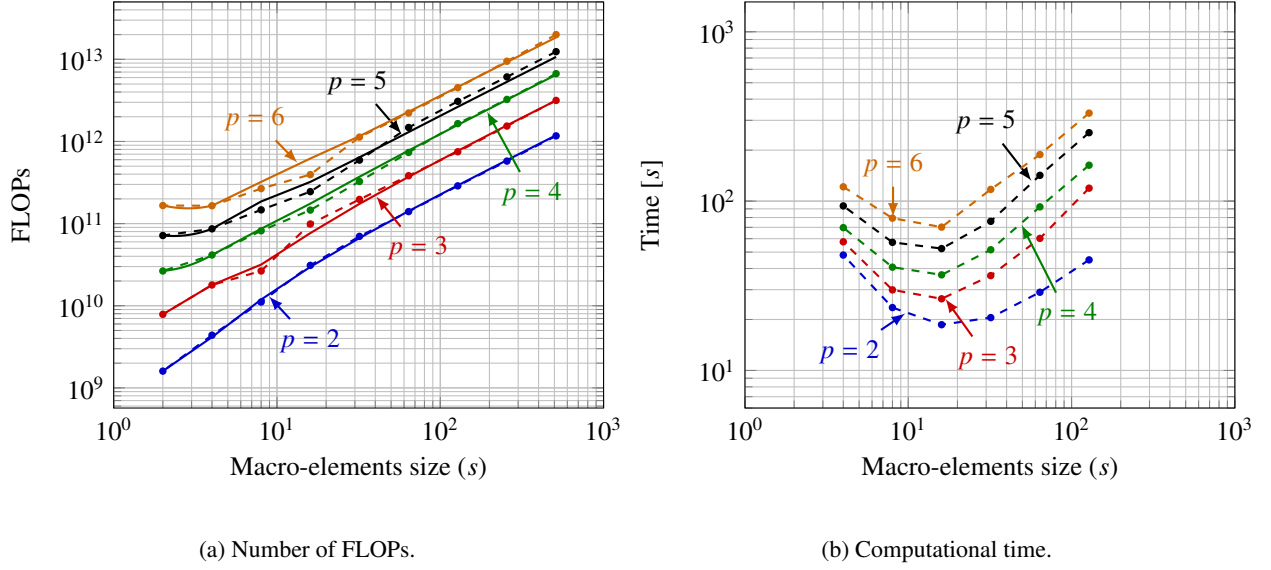 10^13
10^12
10^11
10^10
10^9
FLOPs
p = 6
p = 5
p = 4
p = 3
p = 2
10^0 10^1 10^2 10^3
Macro-elements size (s)
(a) Number of FLOPs.
10^3
10^2
10^1
Time [s]
p = 5
p = 6
p = 4
p = 2
p = 3
10^0 10^1 10^2 10^3
Macro-elements size (s)
(b) Computational time.